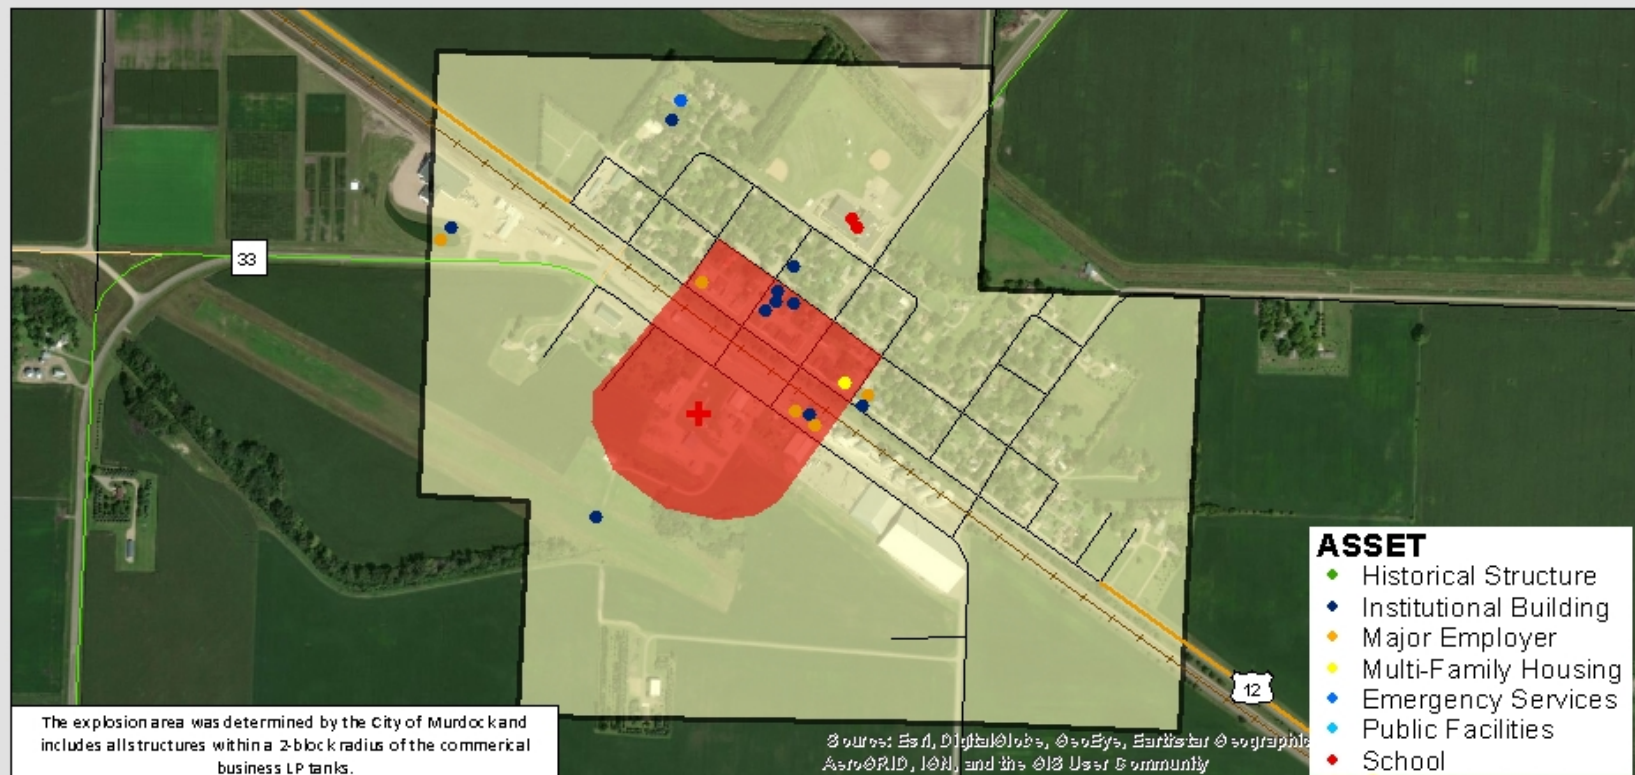 33
12
ASSET
Historical Structure
Institutional Building
Major Employer
Multi-Family Housing
Emergency Services
Public Facilities
School
The explosion area was determined by the City of Murdock and
includes all structures within a 2-block radius of the commerical
business LP tanks.
Source: Esri, DigitalGlobe, GeoEye, Earthstar Geographic
AeroGRID, IGN, and the GIS User Community